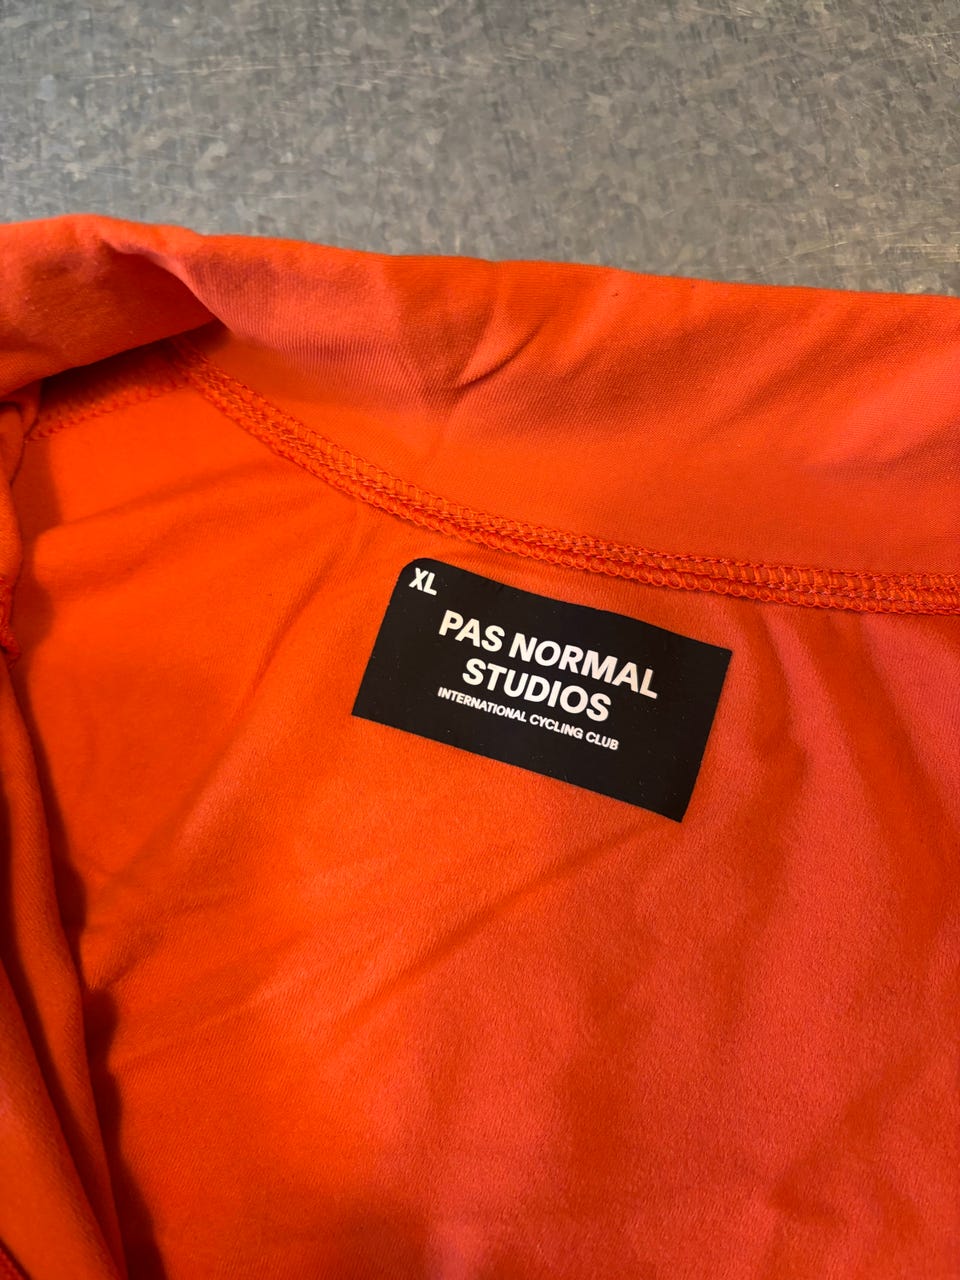 XL
PAS NORMAL
STUDIOS
INTERNATIONAL CYCLING CLUB